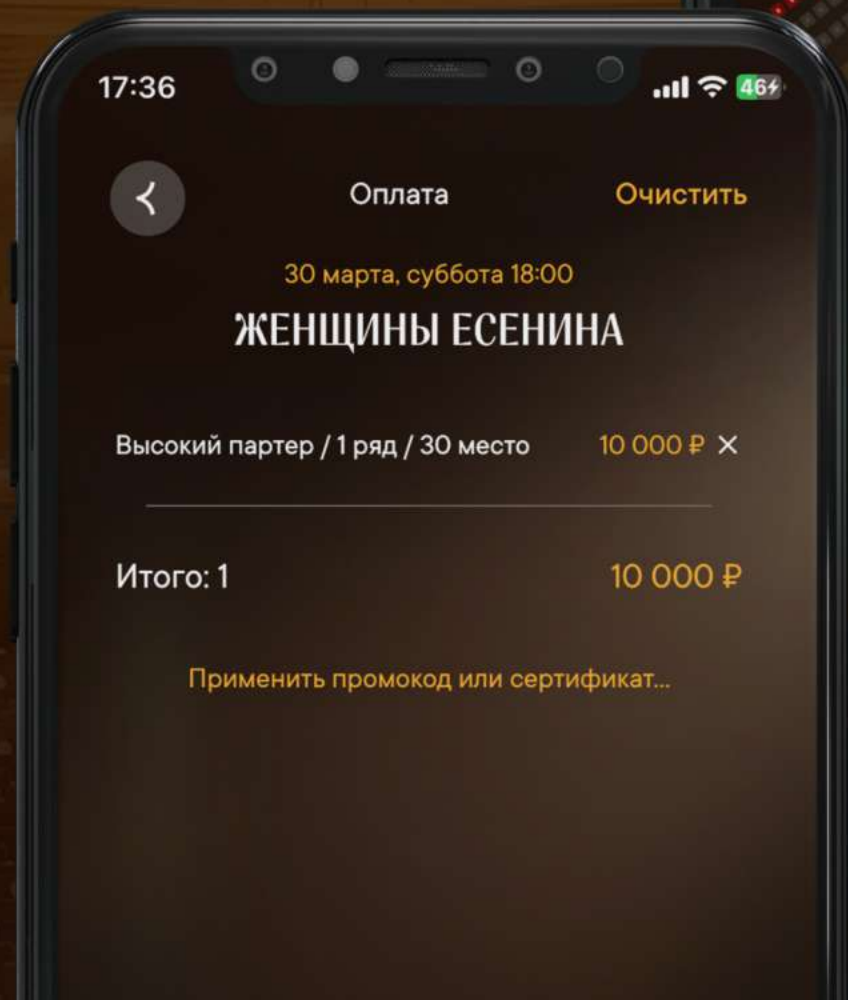 17:36 46
Оплата Очистить
30 марта, суббота 18:00
ЖЕНЩИНЫ ЕСЕНИНА
Высокий партер / 1 ряд / 30 место 10 000 ₽ ×
Итого: 1 10 000 ₽
Применить промокод или сертификат...